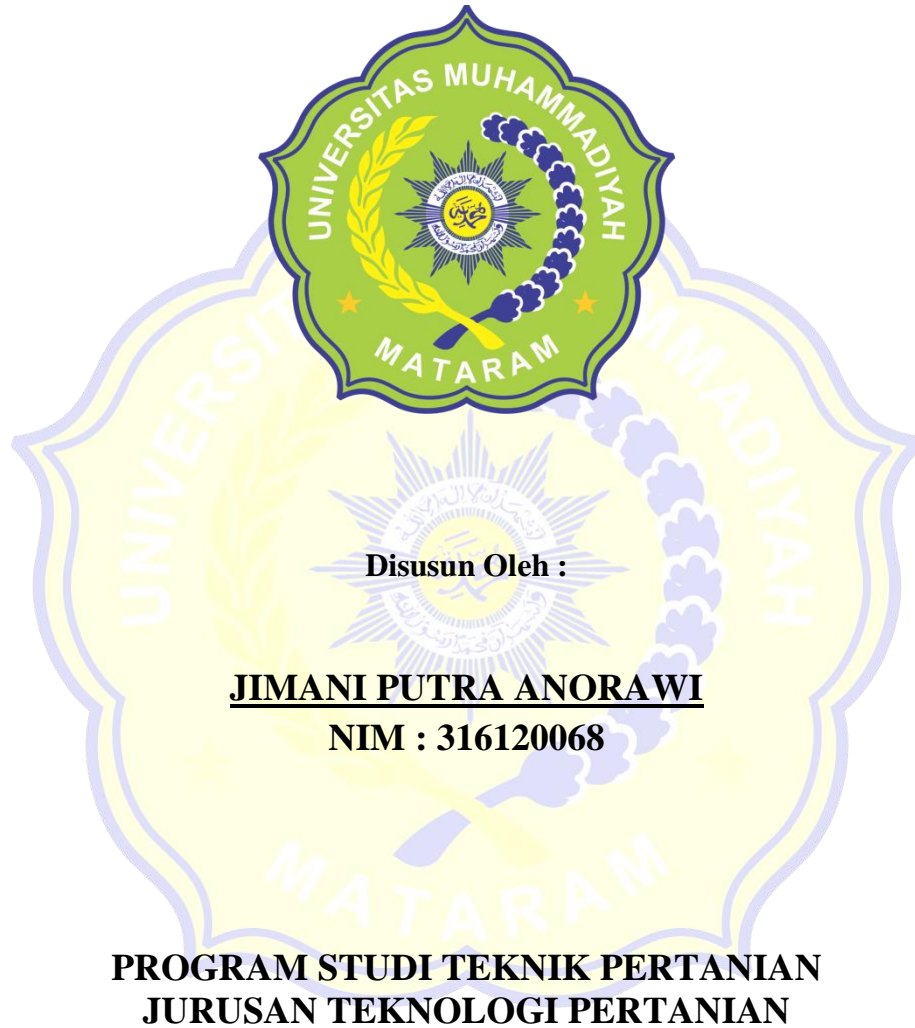 UNIVERSITAS MUHAMMADIYAH
MATARAM
Disusun Oleh :
JIMANI PUTRA ANORAWI
NIM : 316120068
PROGRAM STUDI TEKNIK PERTANIAN
JURUSAN TEKNOLOGI PERTANIAN